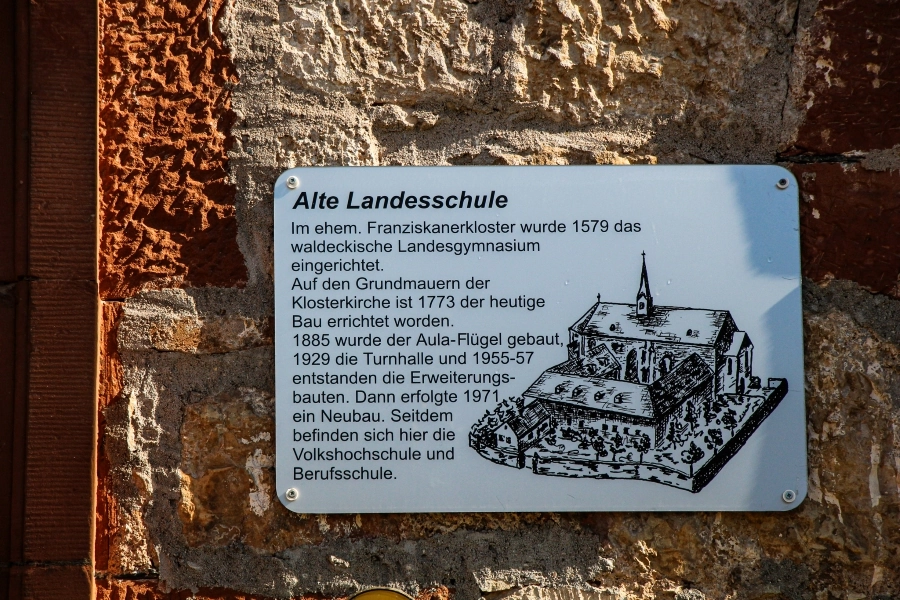 Alte Landesschule
Im ehem. Franziskanerkloster wurde 1579 das
waldeckische Landesgymnasium
eingerichtet.
Auf den Grundmauern der
Klosterkirche ist 1773 der heutige
Bau errichtet worden.
1885 wurde der Aula-Flügel gebaut,
1929 die Turnhalle und 1955-57
entstanden die Erweiterungs-
bauten. Dann erfolgte 1971
ein Neubau. Seitdem
befinden sich hier die
Volkshochschule und
Berufsschule.